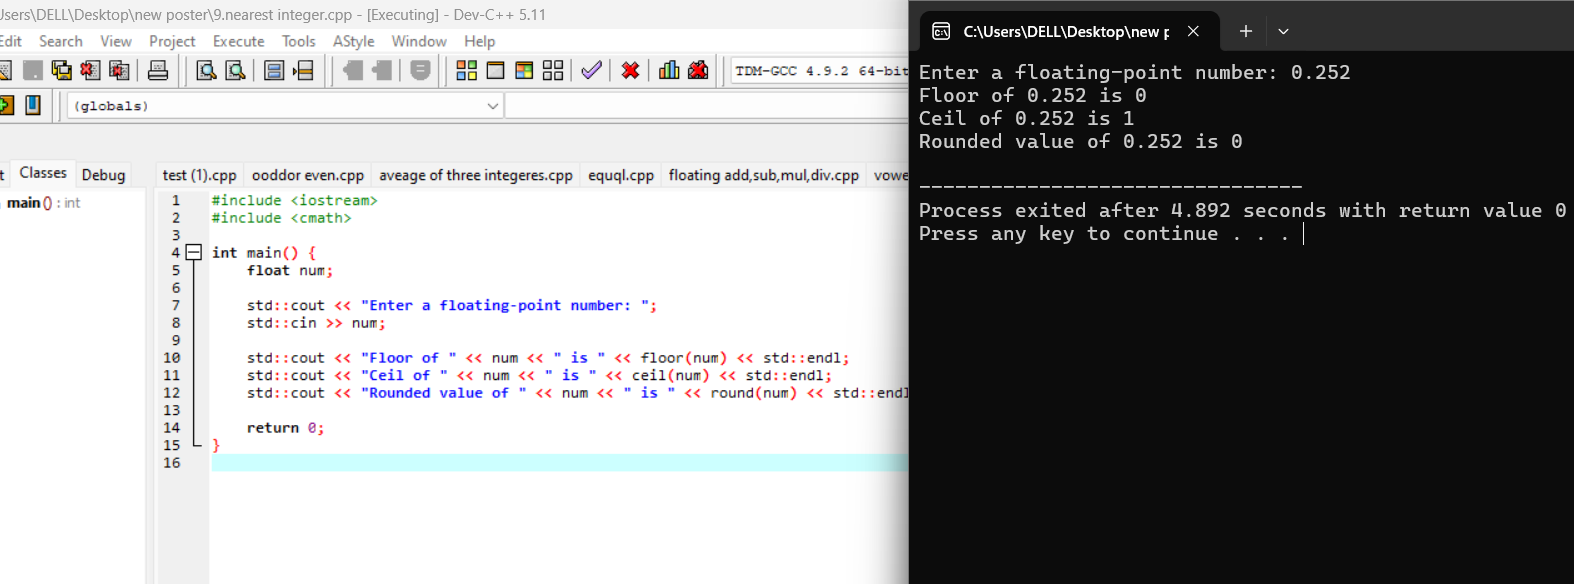 Users\DELL\Desktop\new poster\9.nearest integer.cpp - [Executing] - Dev-C++ 5.11
Edit Search View Project Execute Tools AStyle Window Help
TDM-GCC 4.9.2 64-bit
(globals)
Classes Debug
main() : int
test (1).cpp ooddor even.cpp aveage of three integeres.cpp equql.cpp floating add,sub,mul,div.cpp vowe
1 #include <iostream>
2 #include <cmath>
3
4 int main() {
5 float num;
6
7 std::cout << "Enter a floating-point number: ";
8 std::cin >> num;
9
10 std::cout << "Floor of " << num << " is " << floor(num) << std::endl;
11 std::cout << "Ceil of " << num << " is " << ceil(num) << std::endl;
12 std::cout << "Rounded value of " << num << " is " << round(num) << std::endl
13
14 return 0;
15 }
16
C:\Users\DELL\Desktop\new p
Enter a floating-point number: 0.252
Floor of 0.252 is 0
Ceil of 0.252 is 1
Rounded value of 0.252 is 0
--------------------------------
Process exited after 4.892 seconds with return value 0
Press any key to continue . . .